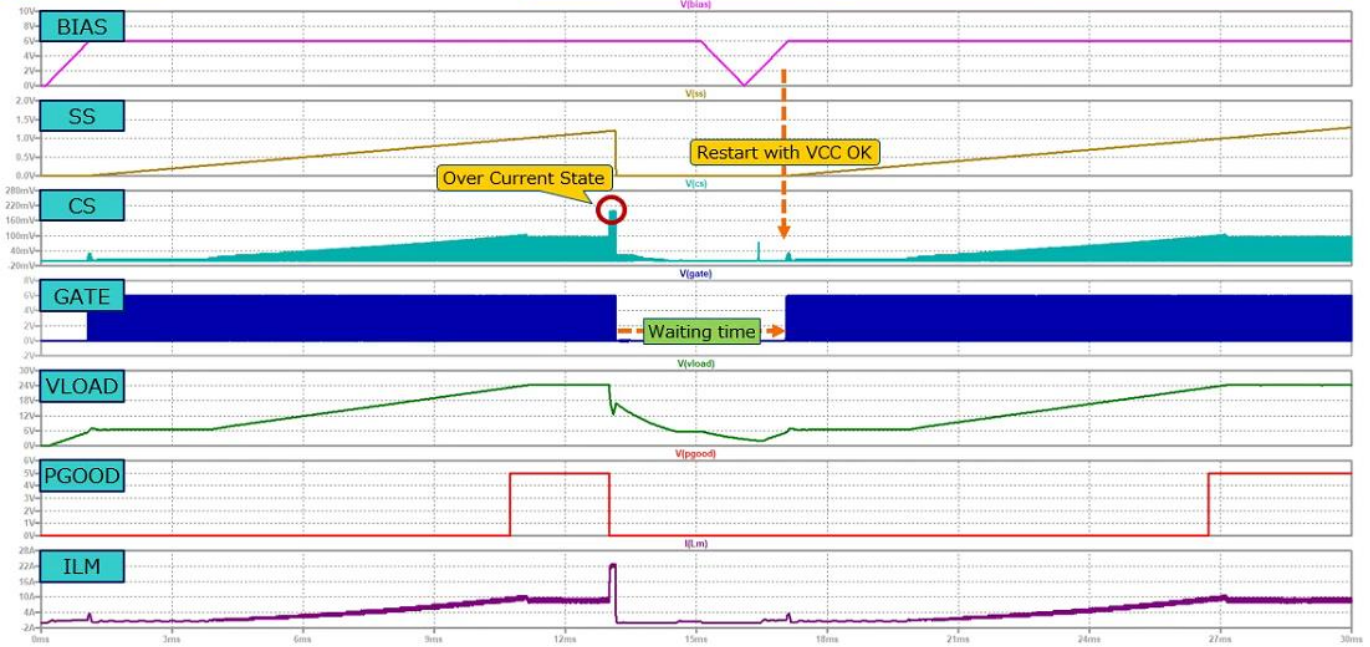 V(bias)
BIAS
10V
8V
6V
4V
2V
0V
V(ss)
SS
2.0V
1.5V
1.0V
0.5V
0.0V
Restart with VCC OK
Over Current State
V(cs)
CS
280mV
220mV
160mV
100mV
40mV
-20mV
V(gate)
GATE
8V
6V
4V
2V
0V
-2V
Waiting time
V(vload)
VLOAD
30V
24V
18V
12V
6V
0V
V(pgood)
PGOOD
6V
5V
4V
3V
2V
1V
0V
I(Lm)
ILM
28A
22A
16A
10A
4A
-2A
0ms 3ms 6ms 9ms 12ms 15ms 18ms 21ms 24ms 27ms 30ms